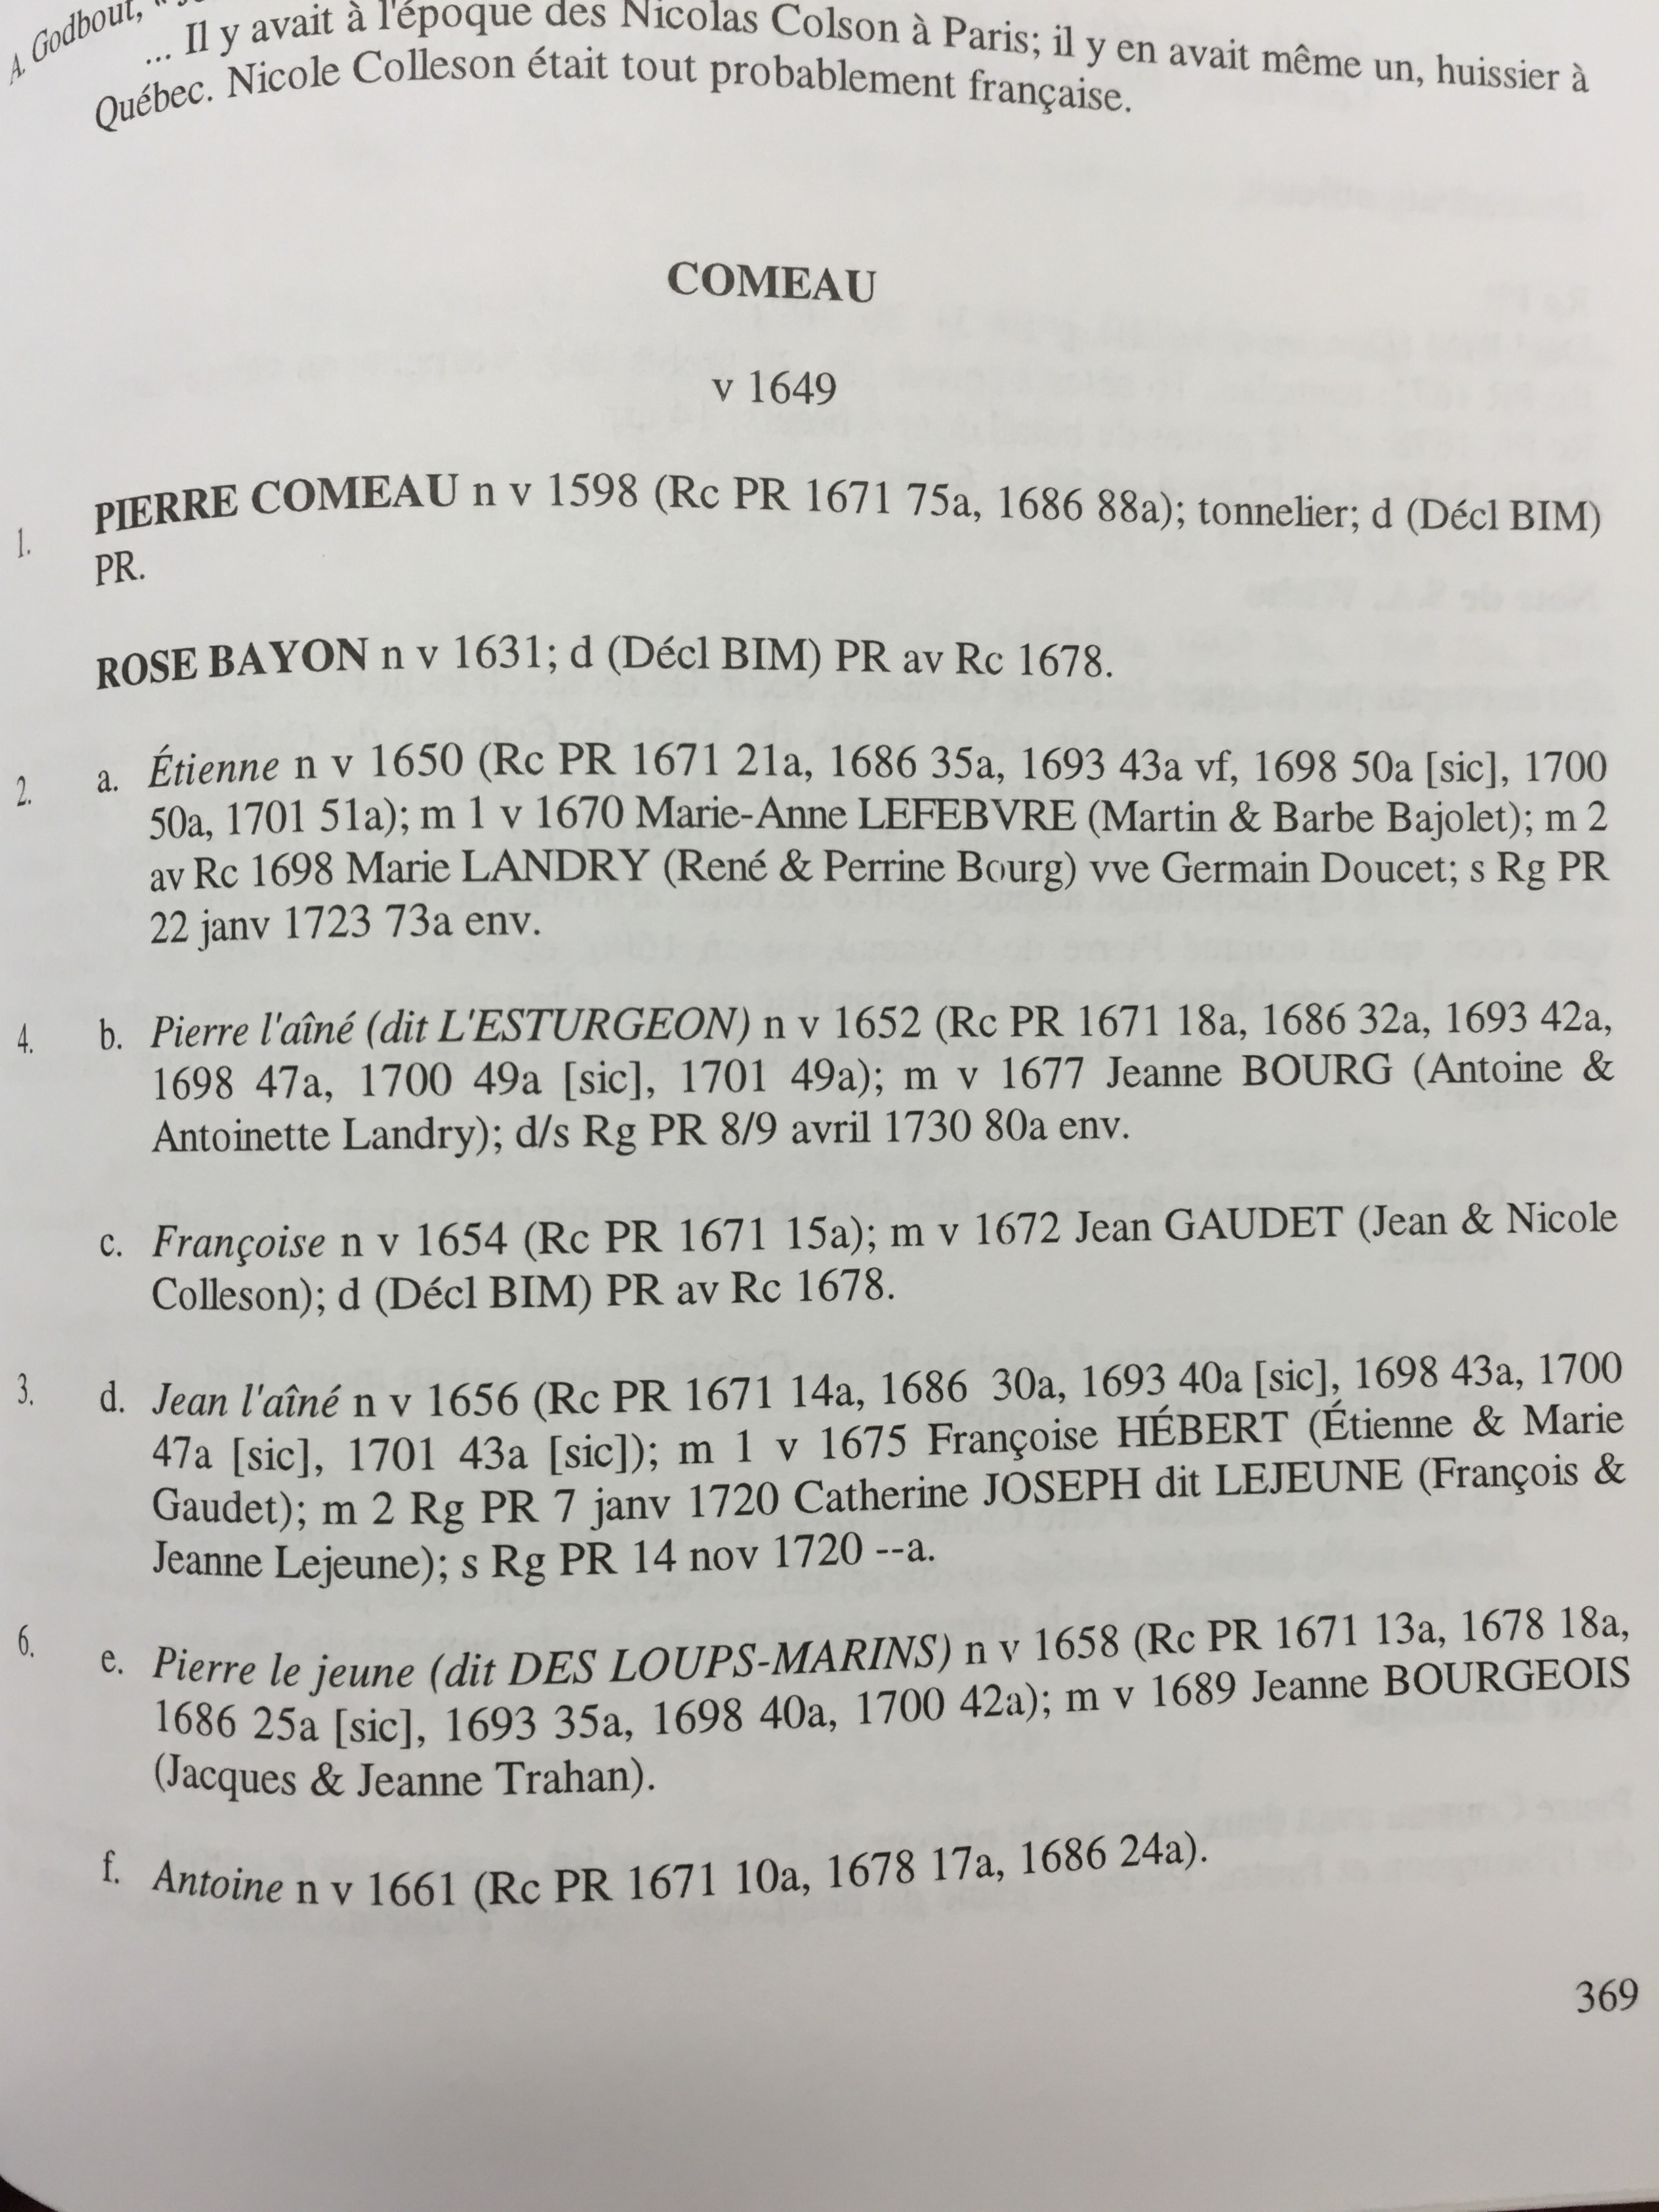 A. Godbout, "
... Il y avait à l'époque des Nicolas Colson à Paris; il y en avait même un, huissier à
Québec. Nicole Colleson était tout probablement française.
COMEAU
v 1649
1. PIERRE COMEAU n v 1598 (Rc PR 1671 75a, 1686 88a); tonnelier; d (Décl BIM)
PR.
ROSE BAYON n v 1631; d (Décl BIM) PR av Rc 1678.
2. a. Étienne n v 1650 (Rc PR 1671 21a, 1686 35a, 1693 43a vf, 1698 50a [sic], 1700
50a, 1701 51a); m 1 v 1670 Marie-Anne LEFEBVRE (Martin & Barbe Bajolet); m 2
av Rc 1698 Marie LANDRY (René & Perrine Bourg) vve Germain Doucet; s Rg PR
22 janv 1723 73a env.
4. b. Pierre l'aîné (dit L'ESTURGEON) n v 1652 (Rc PR 1671 18a, 1686 32a, 1693 42a,
1698 47a, 1700 49a [sic], 1701 49a); m v 1677 Jeanne BOURG (Antoine &
Antoinette Landry); d/s Rg PR 8/9 avril 1730 80a env.
c. Françoise n v 1654 (Rc PR 1671 15a); m v 1672 Jean GAUDET (Jean & Nicole
Colleson); d (Décl BIM) PR av Rc 1678.
3. d. Jean l'aîné n v 1656 (Rc PR 1671 14a, 1686 30a, 1693 40a [sic], 1698 43a, 1700
47a [sic], 1701 43a [sic]); m 1 v 1675 Françoise HÉBERT (Étienne & Marie
Gaudet); m 2 Rg PR 7 janv 1720 Catherine JOSEPH dit LEJEUNE (François &
Jeanne Lejeune); s Rg PR 14 nov 1720 --a.
6. e. Pierre le jeune (dit DES LOUPS-MARINS) n v 1658 (Rc PR 1671 13a, 1678 18a,
1686 25a [sic], 1693 35a, 1698 40a, 1700 42a); m v 1689 Jeanne BOURGEOIS
(Jacques & Jeanne Trahan).
f. Antoine n v 1661 (Rc PR 1671 10a, 1678 17a, 1686 24a).
369